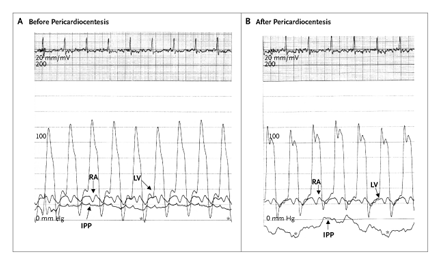 A Before Pericardiocentesis
20 mm/mV
200
100
RA
LV
0 mm Hg
IPP
B After Pericardiocentesis
20 mm/mV
200
100
RA
LV
0 mm Hg
IPP